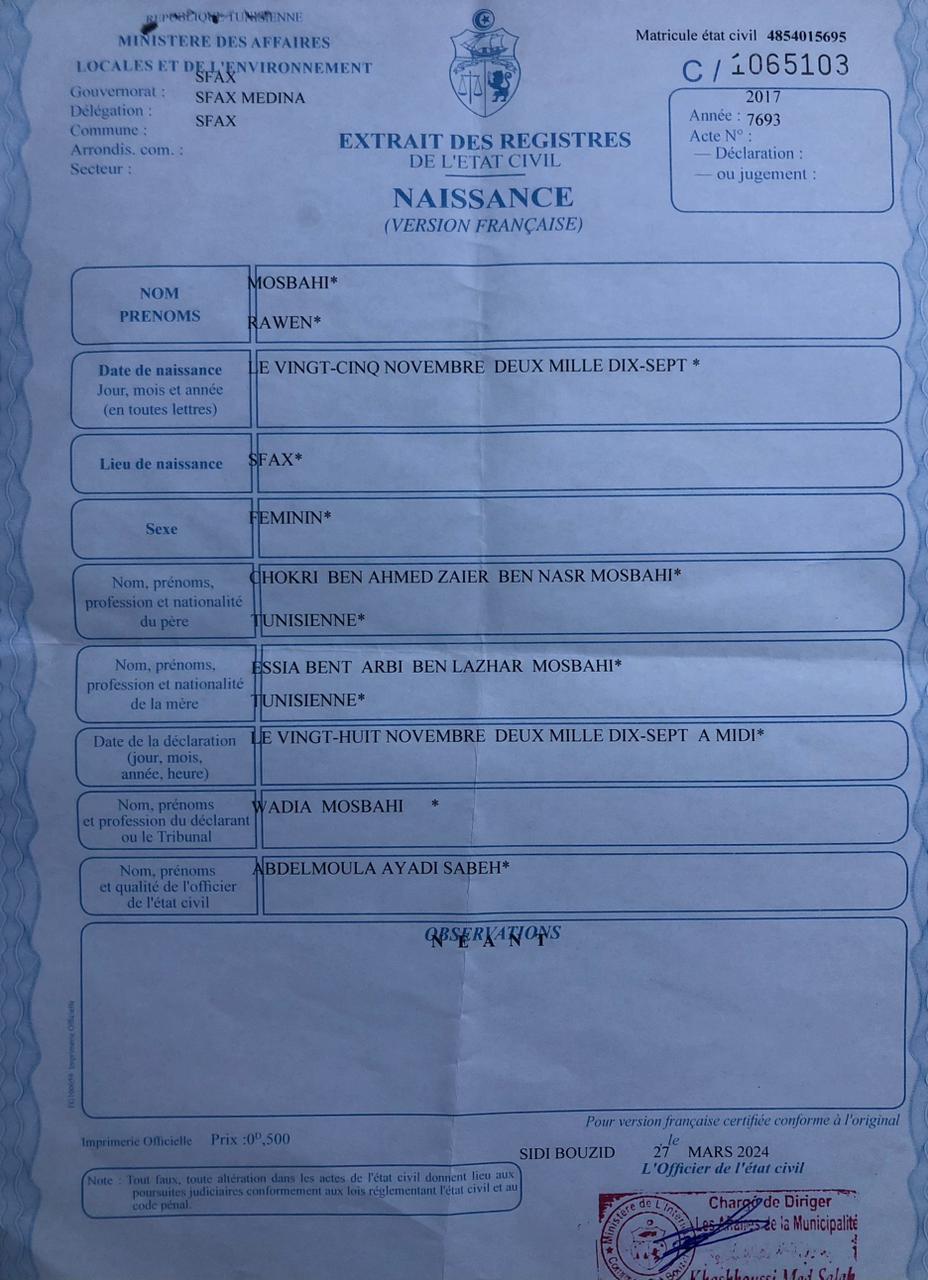 REPUBLIQUE TUNISIENNE
MINISTERE DES AFFAIRES
LOCALES ET DE L'ENVIRONNEMENT
Gouvernorat : SFAX
Délégation : SFAX MEDINA
Commune : SFAX
Arrondis. com. :
Secteur :
Matricule état civil 4854015695
C / 1065103
2017
Année : 7693
Acte N° :
— Déclaration :
— ou jugement :
EXTRAIT DES REGISTRES
DE L'ETAT CIVIL
NAISSANCE
(VERSION FRANÇAISE)
NOM
PRENOMS
MOSBAHI*
RAWEN*
Date de naissance
Jour, mois et année
(en toutes lettres)
LE VINGT-CINQ NOVEMBRE DEUX MILLE DIX-SEPT *
Lieu de naissance
SFAX*
Sexe
FEMININ*
Nom, prénoms,
profession et nationalité
du père
CHOKRI BEN AHMED ZAIER BEN NASR MOSBAHI*
TUNISIENNE*
Nom, prénoms,
profession et nationalité
de la mère
ESSIA BENT ARBI BEN LAZHAR MOSBAHI*
TUNISIENNE*
Date de la déclaration
(jour, mois,
année, heure)
LE VINGT-HUIT NOVEMBRE DEUX MILLE DIX-SEPT A MIDI*
Nom, prénoms
et profession du déclarant
ou le Tribunal
WADIA MOSBAHI *
Nom, prénoms
et qualité de l'officier
de l'état civil
ABDELMOULA AYADI SABEH*
OBSERVATIONS
N E A N T
Imprimerie Officielle
Pour version française certifiée conforme à l'original
Imprimerie Officielle Prix :0ᴰ,500
, le
SIDI BOUZID 27 MARS 2024
L'Officier de l'état civil
Note : Tout faux, toute altération dans les actes de l'état civil donnent lieu aux
poursuites judiciaires conformément aux lois réglementant l'état civil et au
code pénal.
Chargé de Diriger
Les Affaires de la Municipalité
Ministère de L'Intér
Khashhoussi Med Salah